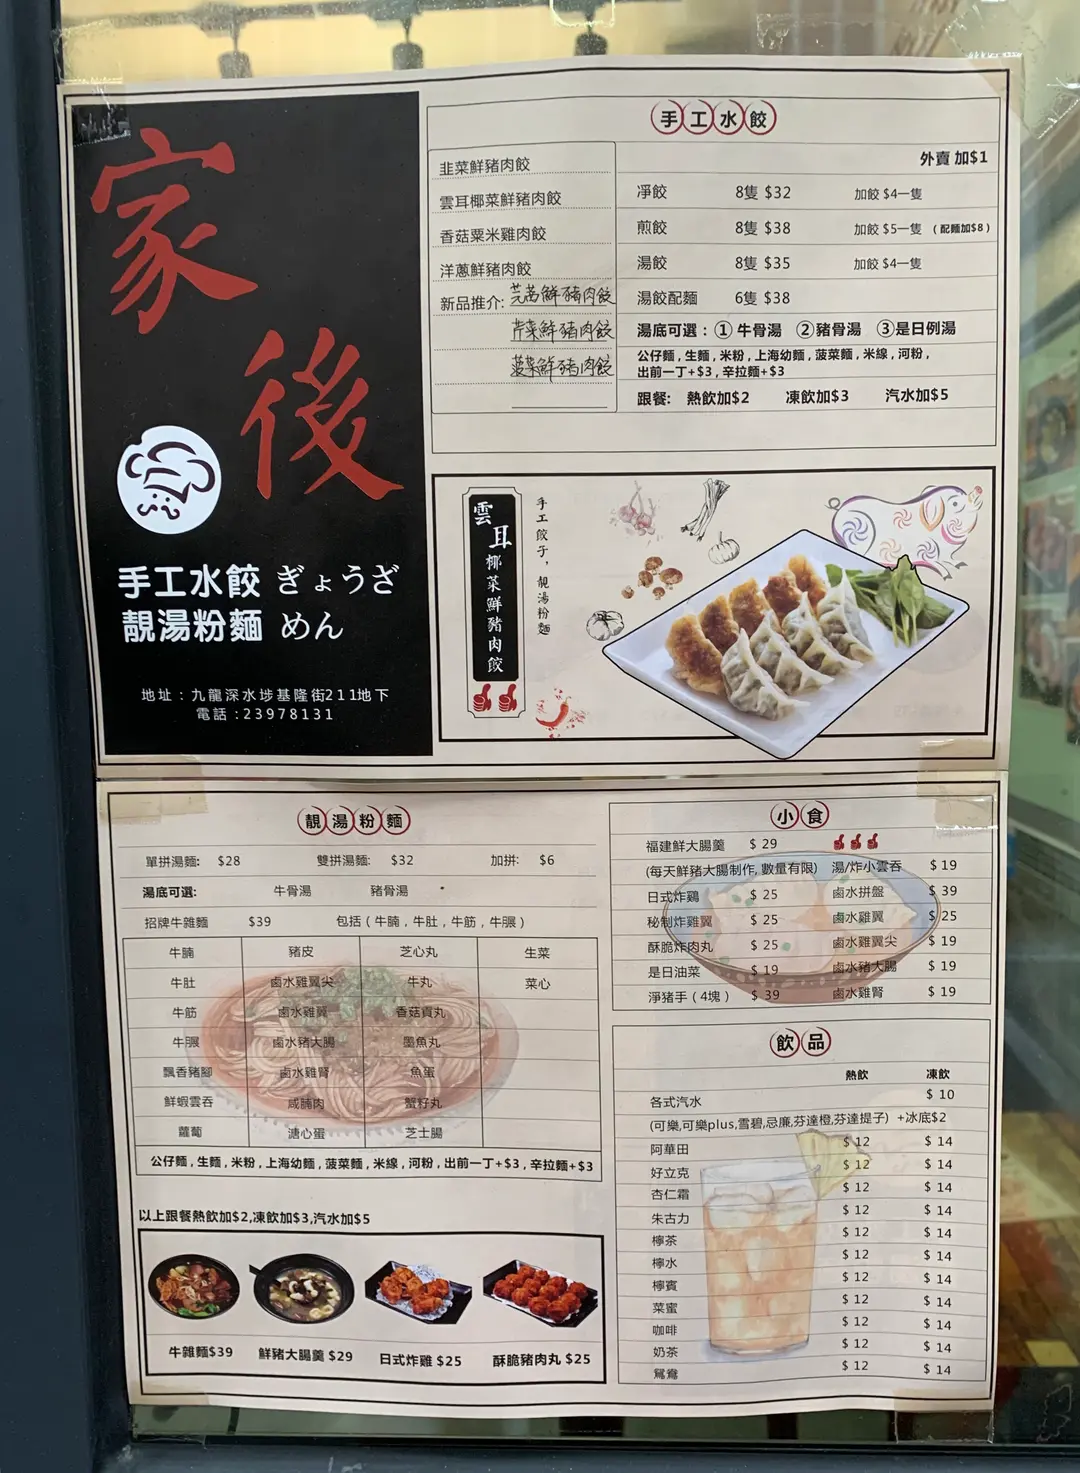 家後
手工水餃 ぎょうざ
靚湯粉麵 めん
地址：九龍深水埗基隆街211地下
電話：23978131
手工水餃
韭菜鮮豬肉餃
雲耳椰菜鮮豬肉餃
香菇粟米雞肉餃
洋蔥鮮豬肉餃
新品推介: 芫茜鮮豬肉餃
芹菜鮮豬肉餃
菠菜鮮豬肉餃
外賣 加$1
凈餃 8隻 $32 加餃 $4一隻
煎餃 8隻 $38 加餃 $5一隻 (配麵加$8)
湯餃 8隻 $35 加餃 $4一隻
湯餃配麵 6隻 $38
湯底可選：① 牛骨湯 ②豬骨湯 ③是日例湯
公仔麵 , 生麵 , 米粉 , 上海幼麵 , 菠菜麵 , 米線 , 河粉 ,
出前一丁+$3 , 辛拉麵+$3
跟餐: 熱飲加$2 凍飲加$3 汽水加$5
雲耳椰菜鮮豬肉餃
手工餃子，靚湯粉麵
靚湯粉麵
單拼湯麵: $28 雙拼湯麵: $32 加拼: $6
湯底可選: 牛骨湯 豬骨湯
招牌牛雜麵 $39 包括 ( 牛腩 , 牛肚 , 牛筋 , 牛𦟌 )
牛腩 豬皮 芝心丸 生菜
牛肚 鹵水雞翼尖 牛丸 菜心
牛筋 鹵水雞翼 香菇貢丸
牛𦟌 鹵水豬大腸 墨魚丸
飄香豬腳 鹵水雞腎 魚蛋
鮮蝦雲吞 咸腩肉 蟹籽丸
蘿蔔 溏心蛋 芝士腸
公仔麵 , 生麵 , 米粉 , 上海幼麵 , 菠菜麵 , 米線 , 河粉 , 出前一丁+$3 , 辛拉麵+$3
以上跟餐熱飲加$2,凍飲加$3,汽水加$5
牛雜麵$39 鮮豬大腸羹 $29 日式炸雞 $25 酥脆豬肉丸 $25
小食
福建鮮大腸羹 $ 29
(每天鮮豬大腸制作, 數量有限) 湯/炸小雲吞 $ 19
日式炸鷄 $ 25 鹵水拼盤 $ 39
秘制炸雞翼 $ 25 鹵水雞翼 $ 25
酥脆炸肉丸 $ 25 鹵水雞翼尖 $ 19
是日油菜 $ 19 鹵水豬大腸 $ 19
淨猪手 ( 4塊 ) $ 39 鹵水雞腎 $ 19
飲品
熱飲 凍飲
各式汽水 $ 10
(可樂,可樂plus,雪碧,忌廉,芬達橙,芬達提子) +冰底$2
阿華田 $ 12 $ 14
好立克 $ 12 $ 14
杏仁霜 $ 12 $ 14
朱古力 $ 12 $ 14
檸茶 $ 12 $ 14
檸水 $ 12 $ 14
檸賓 $ 12 $ 14
菜蜜 $ 12 $ 14
咖啡 $ 12 $ 14
奶茶 $ 12 $ 14
鴛鴦 $ 12 $ 14